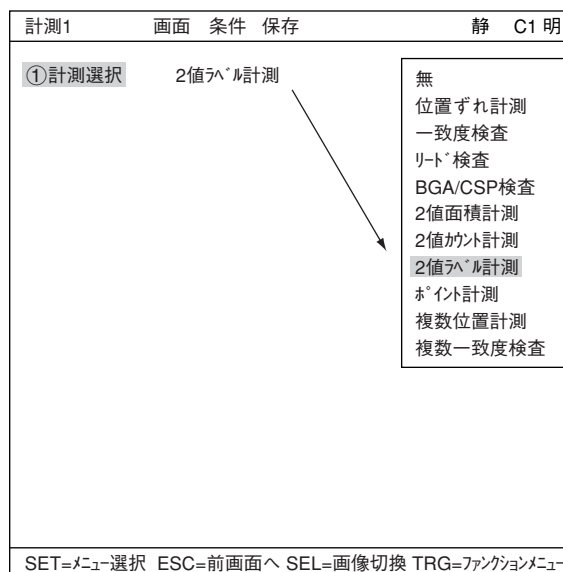 計測1 画面 条件 保存 静 C1 明
①計測選択 2値ﾗﾍﾞﾙ計測
無
位置ずれ計測
一致度検査
ﾘｰﾄﾞ検査
BGA/CSP検査
2値面積計測
2値ｶｳﾝﾄ計測
2値ﾗﾍﾞﾙ計測
ﾎﾟｲﾝﾄ計測
複数位置計測
複数一致度検査
SET=ﾒﾆｭｰ選択 ESC=前画面へ SEL=画像切換 TRG=ﾌｧﾝｸｼｮﾝﾒﾆｭｰ